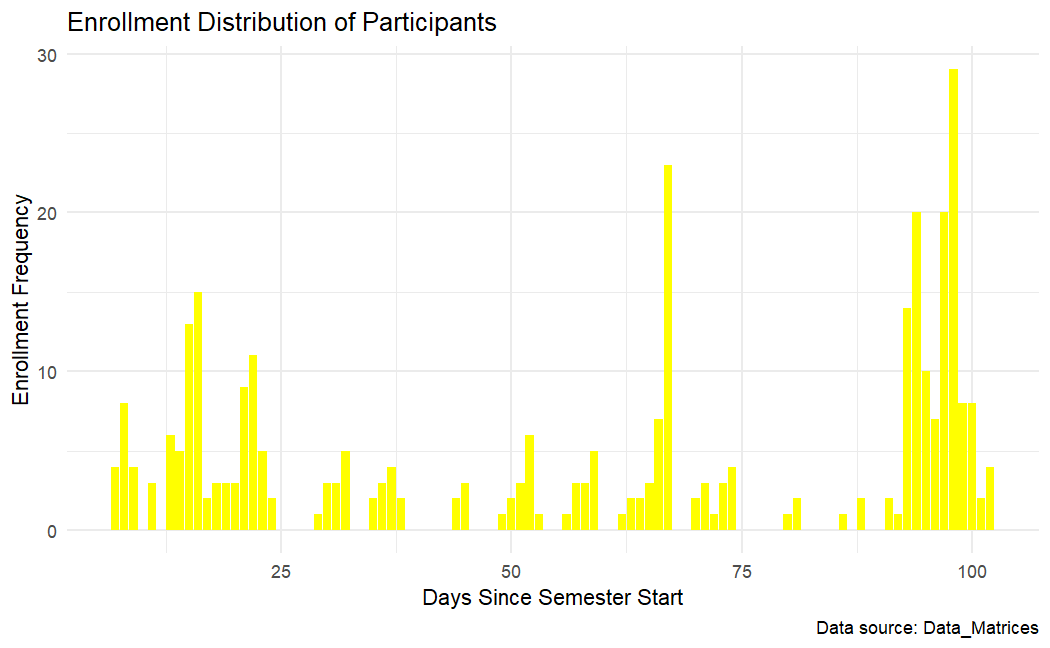 Enrollment Distribution of Participants
30
20
10
0
Enrollment Frequency
25 50 75 100
Days Since Semester Start
Data source: Data_Matrices